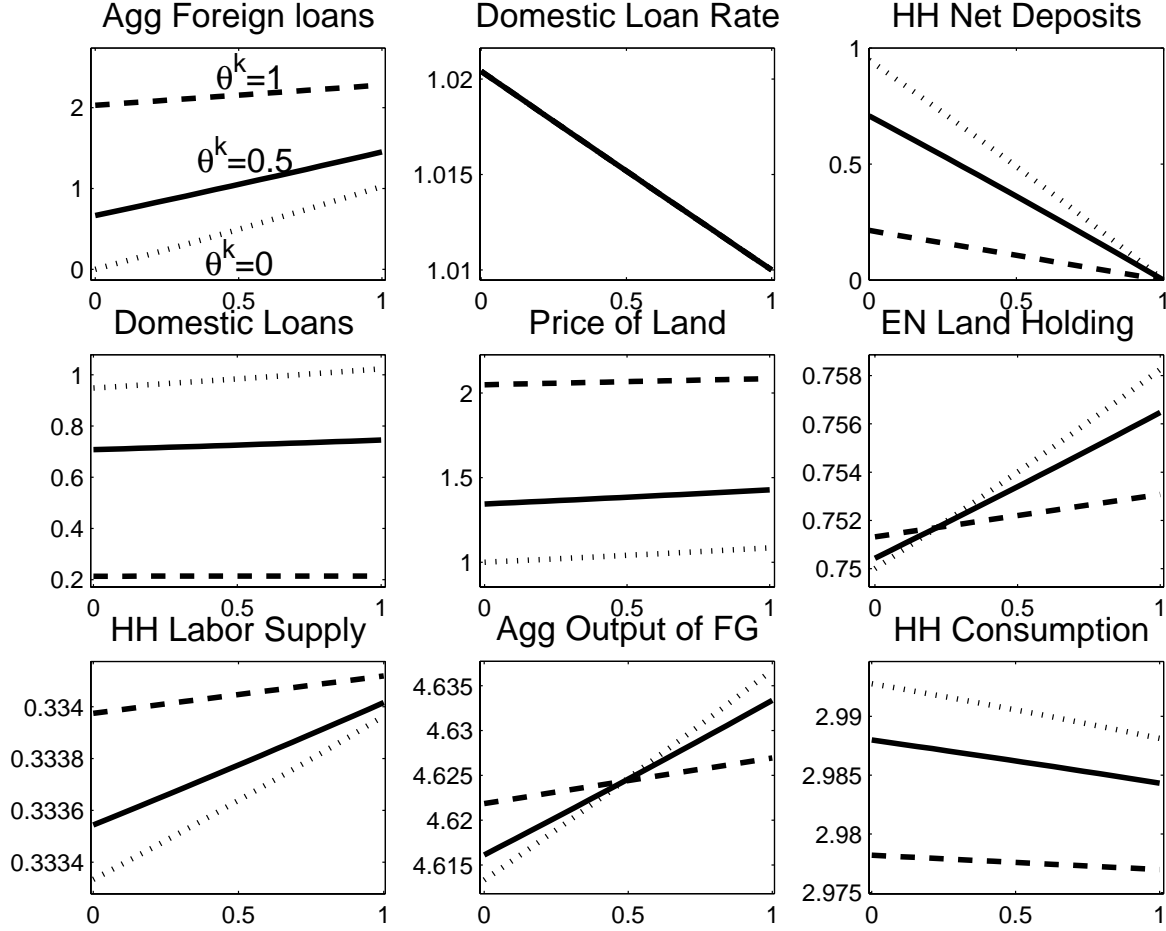 Agg Foreign loans
Domestic Loan Rate
HH Net Deposits
2
1
0
θ^k=1
θ^k=0.5
θ^k=0
0 0.5 1
1.02
1.015
1.01
0 0.5 1
1
0.5
0
0 0.5 1
Domestic Loans
Price of Land
EN Land Holding
1
0.8
0.6
0.4
0.2
0 0.5 1
2
1.5
1
0 0.5 1
0.758
0.756
0.754
0.752
0.75
0 0.5 1
HH Labor Supply
Agg Output of FG
HH Consumption
0.334
0.3338
0.3336
0.3334
0 0.5 1
4.635
4.63
4.625
4.62
4.615
0 0.5 1
2.99
2.985
2.98
2.975
0 0.5 1